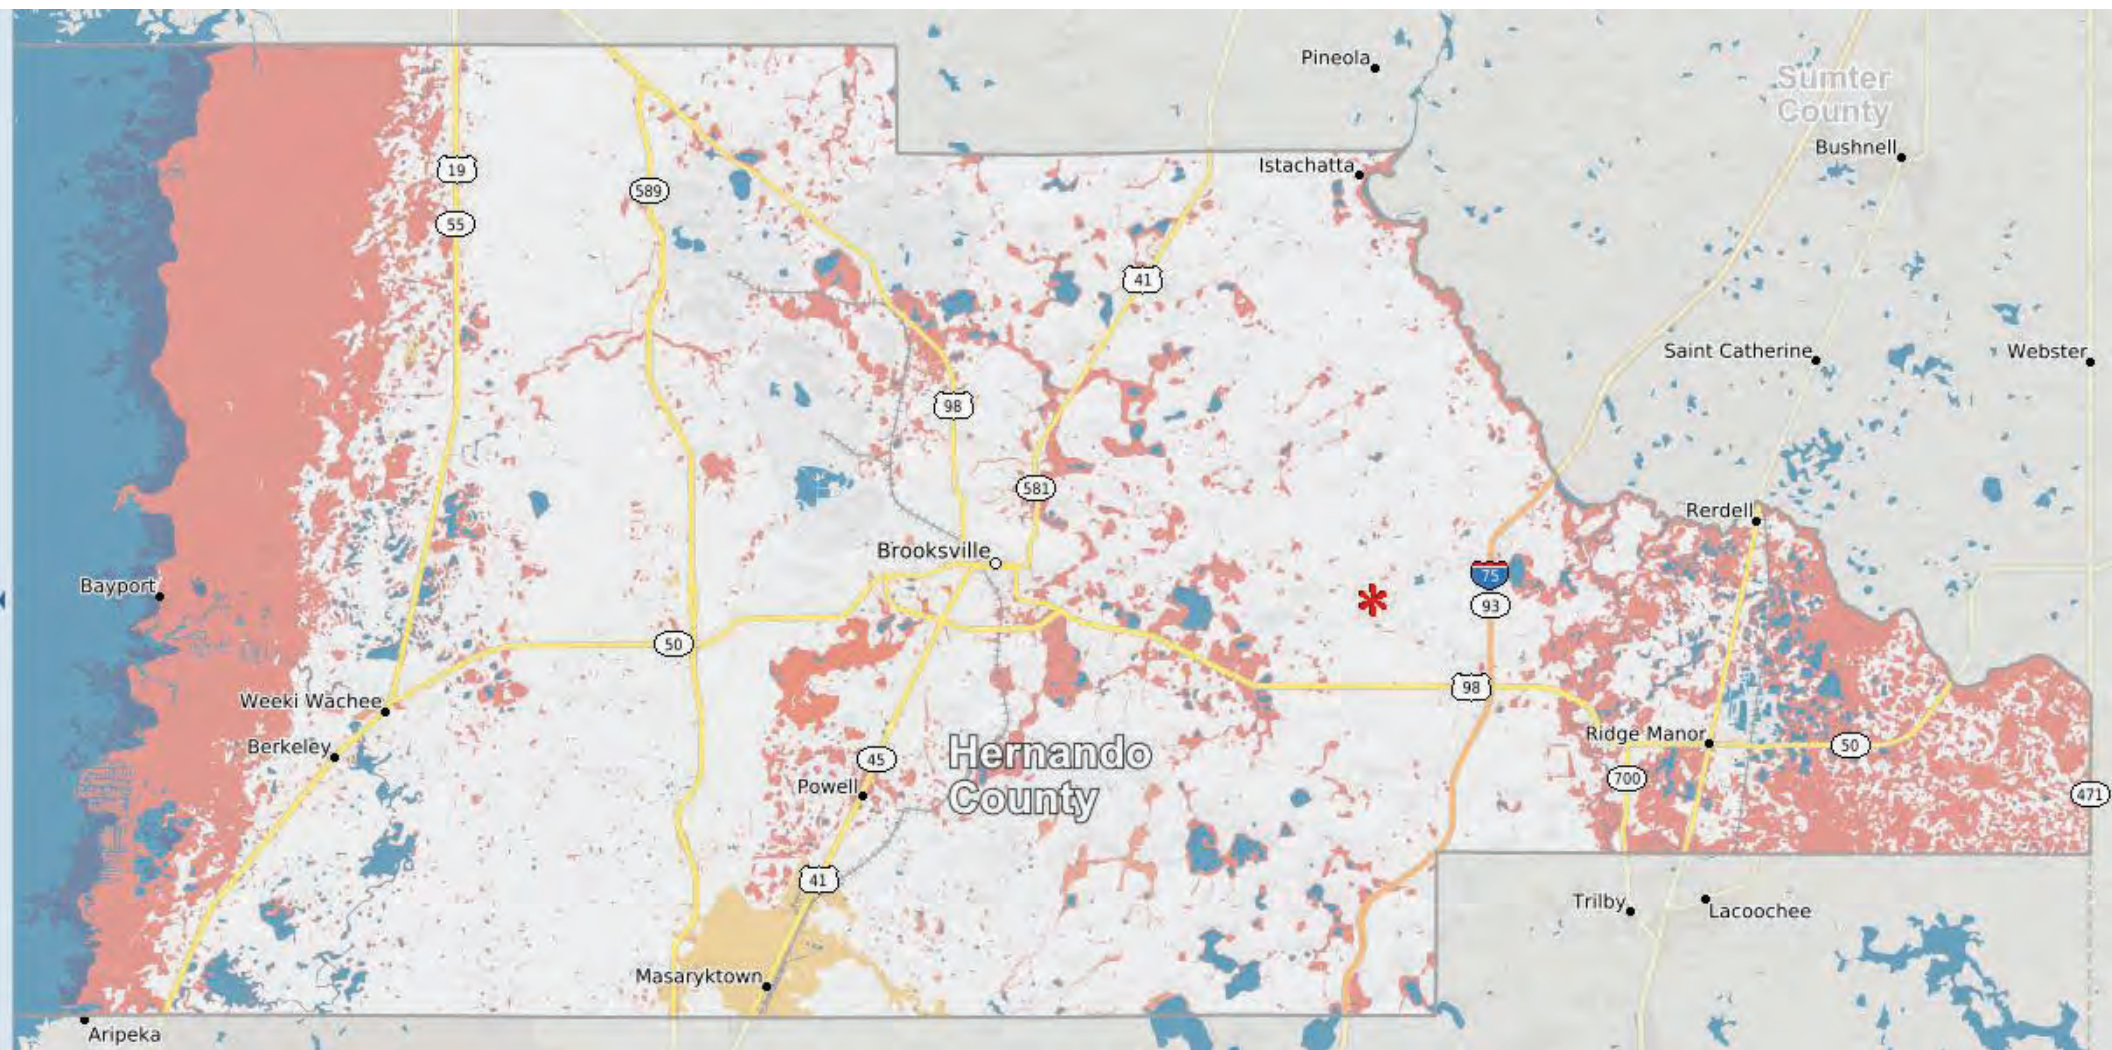 Pineola
Sumter
County
Bushnell
Istachatta
19
589
55
41
Saint Catherine
Webster
98
581
Rerdell
Brooksville
75
93
Bayport
50
98
Weeki Wachee
Berkeley
Ridge Manor
50
Hernando
County
45
Powell
700
471
41
Trilby
Lacoochee
Masaryktown
Aripeka